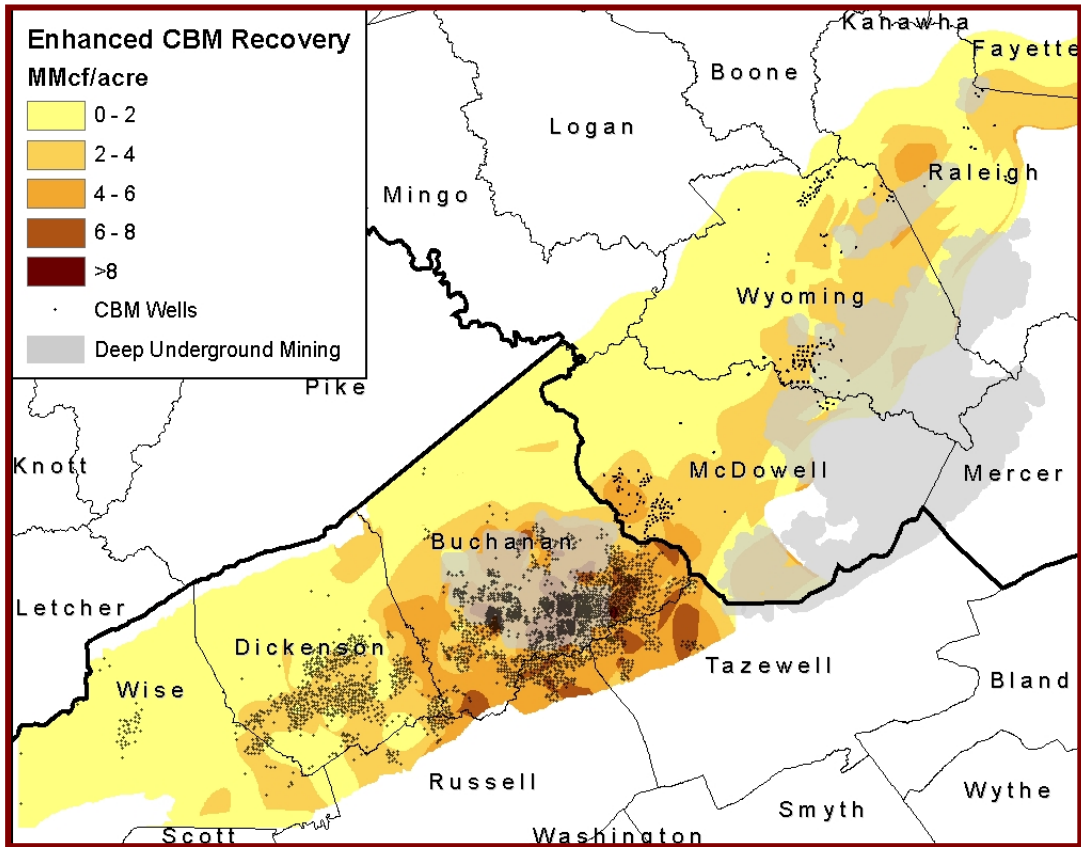 Enhanced CBM Recovery
MMcf/acre
0 - 2
2 - 4
4 - 6
6 - 8
>8
CBM Wells
Deep Underground Mining
Kanawha
Fayette
Boone
Logan
Raleigh
Mingo
Wyoming
Pike
Knott
McDowell
Mercer
Buchanan
Letcher
Dickenson
Tazewell
Wise
Bland
Russell
Wythe
Smyth
Scott
Washington